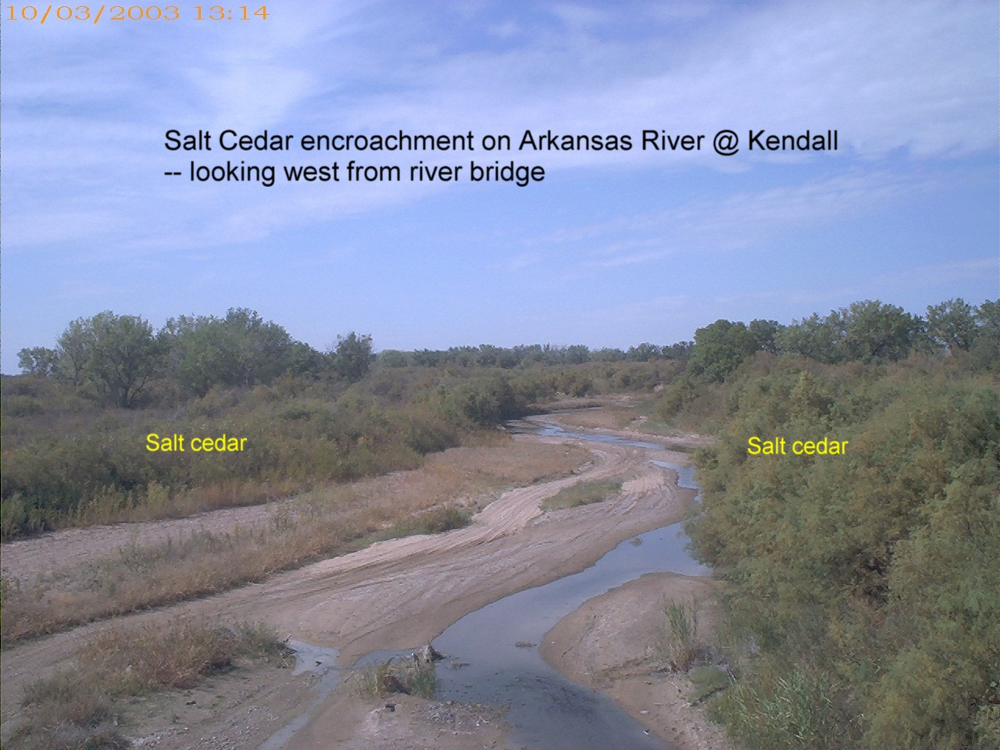 10/03/2003 13:14
Salt Cedar encroachment on Arkansas River @ Kendall
-- looking west from river bridge
Salt cedar
Salt cedar